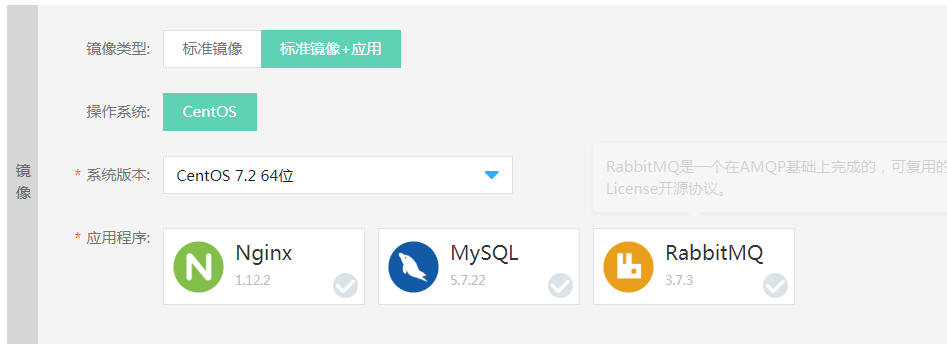 镜像类型: 标准镜像 标准镜像+应用
操作系统: CentOS
镜像
* 系统版本: CentOS 7.2 64位
RabbitMQ是一个在AMQP基础上完成的，可复用的
License开源协议。
* 应用程序: Nginx MySQL RabbitMQ
1.12.2 5.7.22 3.7.3